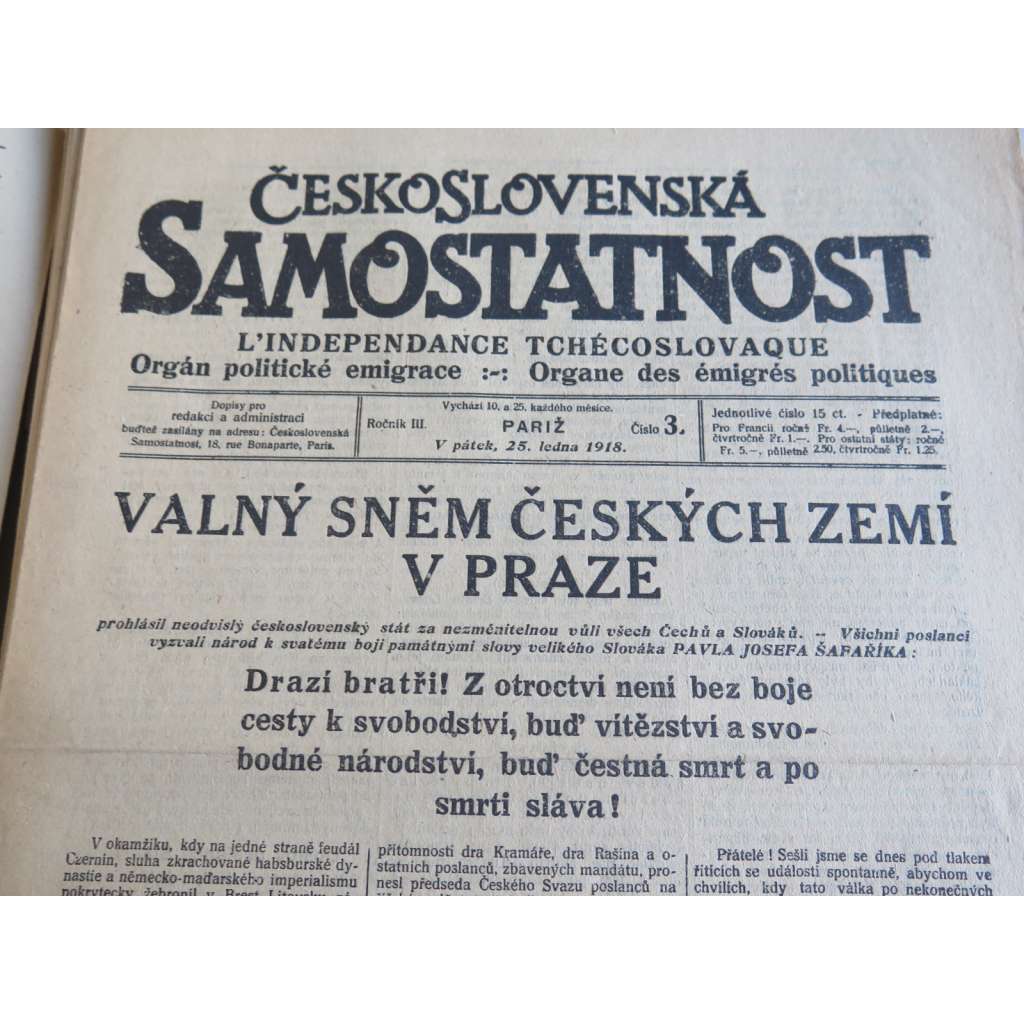 ČESKOSLOVENSKÁ
SAMOSTATNOST
L'INDEPENDANCE TCHÉCOSLOVAQUE
Orgán politické emigrace :-: Organe des émigrés politiques
Dopisy pro
redakci a administraci
buďtež zasílány na adresu: Československá
Samostatnost, 18, rue Bonaparte, Paris.
Vychází 10. a 25. každého měsíce.
Ročník III. PARIŽ Číslo 3.
V pátek, 25. ledna 1918.
Jednotlivé číslo 15 ct. - Předplatné:
Pro Francii ročně Fr. 4.—, půlletně 2.—,
čtvrtročně Fr. 1.—. Pro ostatní státy: ročně
Fr. 5.—, půlletně 2.50, čtvrtročně Fr. 1.25.
VALNÝ SNĚM ČESKÝCH ZEMÍ
V PRAZE
prohlásil neodvislý československý stát za nezměnitelnou vůli všech Čechů a Slováků. — Všichni poslanci
vyzvali národ k svatému boji památnými slovy velikého Slováka PAVLA JOSEFA ŠAFAŘÍKA:
Drazí bratři! Z otroctví není bez boje
cesty k svobodství, buď vítězství a svo-
bodné národství, buď čestná smrt a po
smrti sláva!
V okamžiku, kdy na jedné straně feudál
Czernin, sluha zkrachované habsburské dy-
nastie a německo-maďarského imperialismu
pokrytecky žebronil v Brest Litovsku
přítomnosti dra Kramáře, dra Rašína a o-
statních poslanců, zbavených mandátu, pro-
nesl předseda Českého Svazu poslanců na
Přátelé! Sešli jsme se dnes pod tlakem
řítících se událostí spontanně, abychom ve
chvílích, kdy tato válka po nekonečných